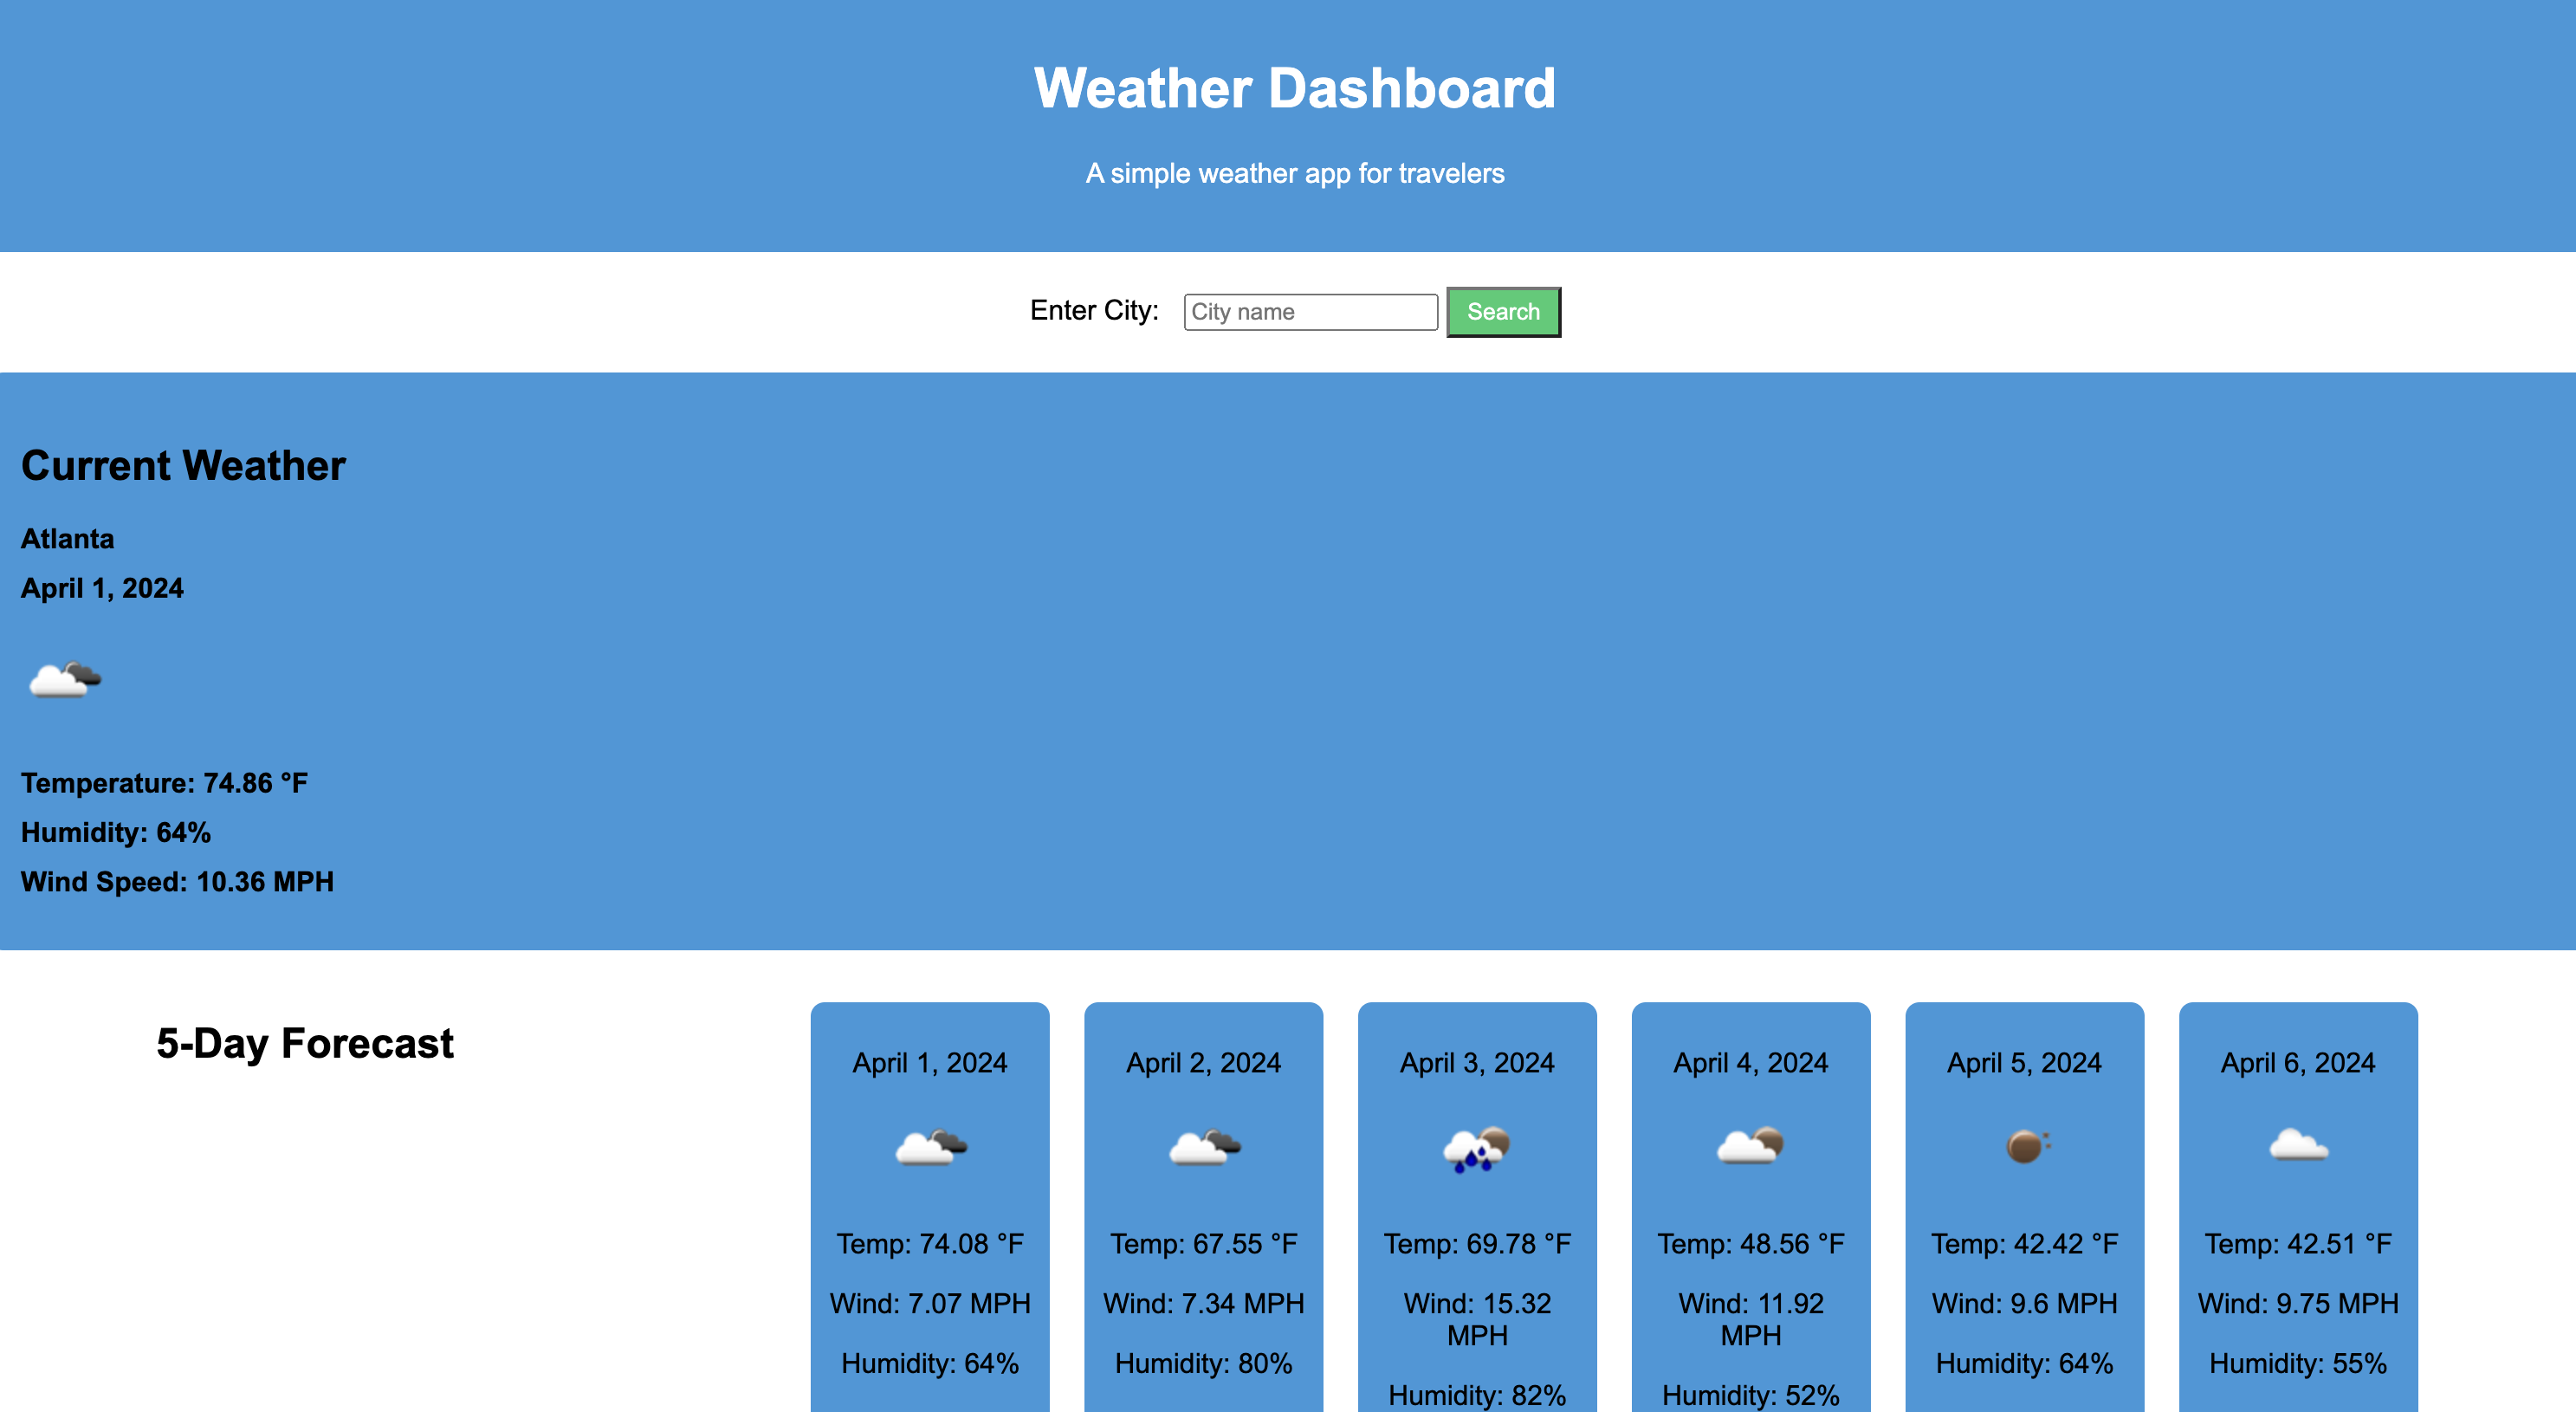 Weather Dashboard
A simple weather app for travelers
Enter City:
City name
Search
Current Weather
Atlanta
April 1, 2024
Temperature: 74.86 °F
Humidity: 64%
Wind Speed: 10.36 MPH
5-Day Forecast
April 1, 2024
Temp: 74.08 °F
Wind: 7.07 MPH
Humidity: 64%
April 2, 2024
Temp: 67.55 °F
Wind: 7.34 MPH
Humidity: 80%
April 3, 2024
Temp: 69.78 °F
Wind: 15.32
MPH
Humidity: 82%
April 4, 2024
Temp: 48.56 °F
Wind: 11.92
MPH
Humidity: 52%
April 5, 2024
Temp: 42.42 °F
Wind: 9.6 MPH
Humidity: 64%
April 6, 2024
Temp: 42.51 °F
Wind: 9.75 MPH
Humidity: 55%